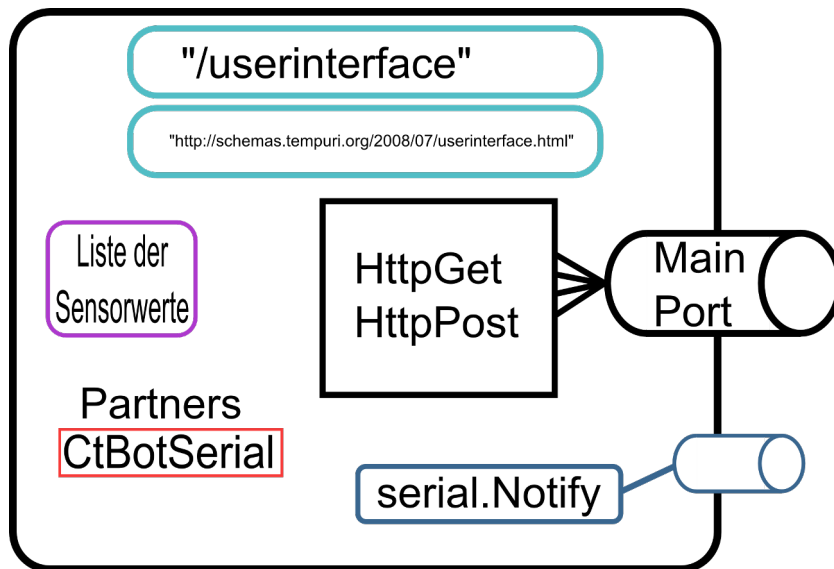 "/userinterface"
"http://schemas.tempuri.org/2008/07/userinterface.html"
Liste der
Sensorwerte
HttpGet
HttpPost
Main
Port
Partners
CtBotSerial
serial.Notify